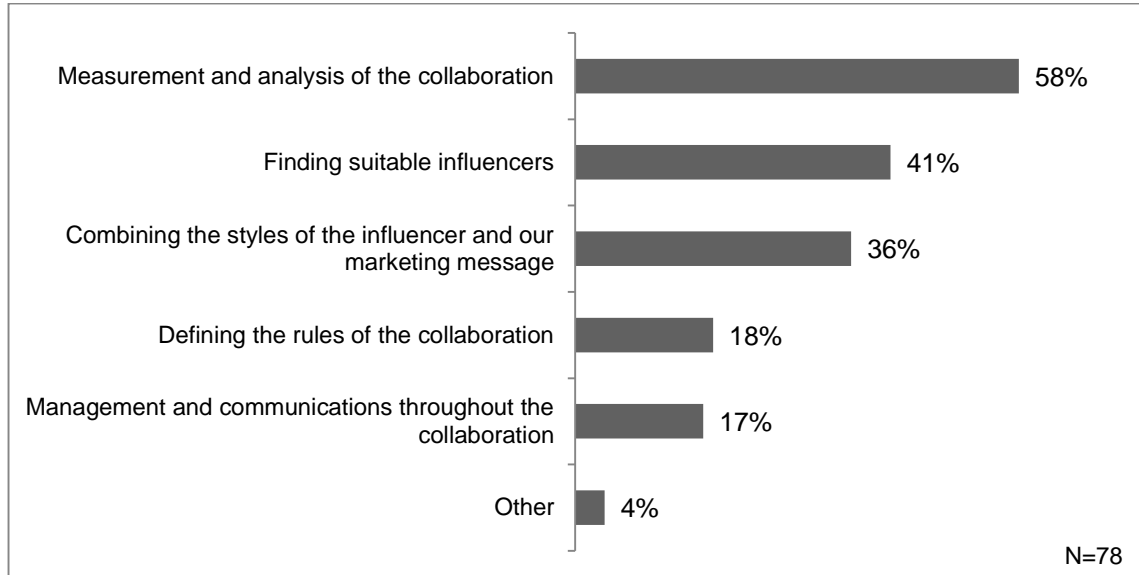 Measurement and analysis of the collaboration
58%
Finding suitable influencers
41%
Combining the styles of the influencer and our
marketing message
36%
Defining the rules of the collaboration
18%
Management and communications throughout the
collaboration
17%
Other
4%
N=78